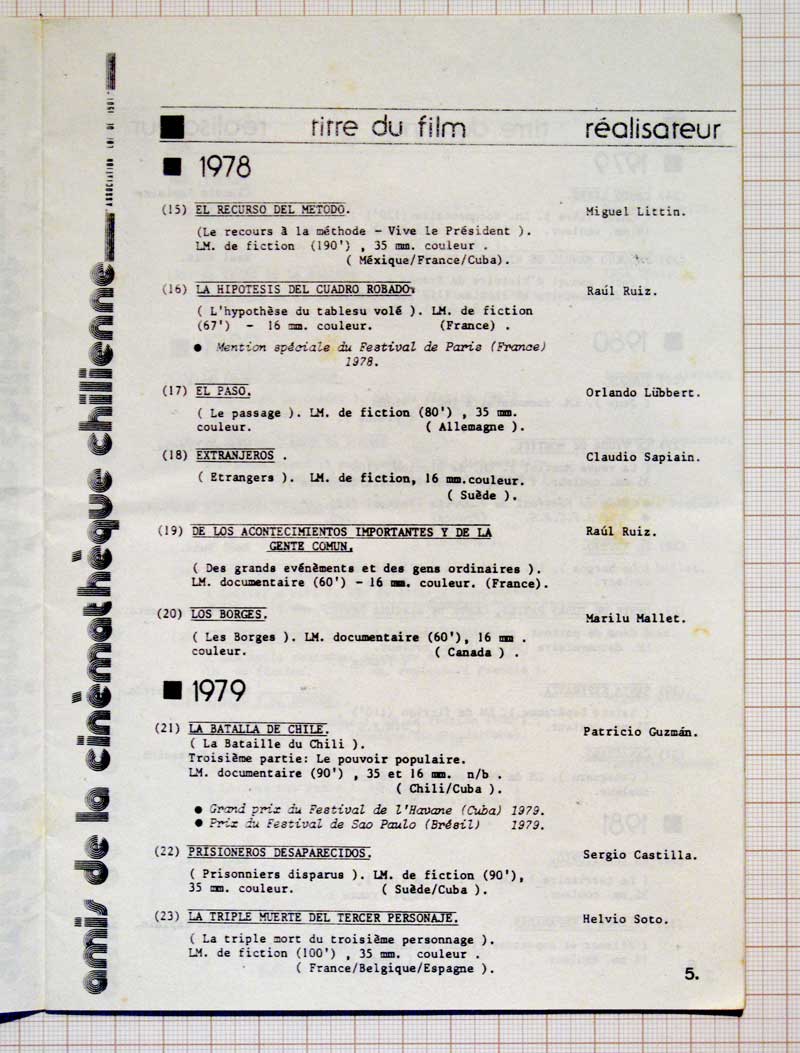 amis de la cinémathèque chilienne
ASSOCIATION LOI DE 1901
titre du film réalisateur
1978
(15) EL RECURSO DEL METODO. Miguel Littin.
(Le recours à la méthode - Vive le Président ).
LM. de fiction (190') , 35 mm. couleur .
( Méxique/France/Cuba).
(16) LA HIPOTESIS DEL CUADRO ROBADO. Raúl Ruiz.
( L'hypothèse du tablesu volé ). LM. de fiction
(67') - 16 mm. couleur. (France) .
● Mention spéciale du Festival de Paris (France)
1978.
(17) EL PASO. Orlando Lübbert.
( Le passage ). LM. de fiction (80') , 35 mm.
couleur. ( Allemagne ).
(18) EXTRANJEROS . Claudio Sapiain.
( Etrangers ). LM. de fiction, 16 mm.couleur.
( Suède ).
(19) DE LOS ACONTECIMIENTOS IMPORTANTES Y DE LA Raúl Ruiz.
GENTE COMUN.
( Des grands evénèments et des gens ordinaires ).
LM. documentaire (60') - 16 mm. couleur. (France).
(20) LOS BORGES. Marilu Mallet.
( Les Borges ). LM. documentaire (60'), 16 mm .
couleur. ( Canada ) .
1979
(21) LA BATALLA DE CHILE. Patricio Guzmán.
( La Bataille du Chili ).
Troisième partie: Le pouvoir populaire.
LM. documentaire (90') , 35 et 16 mm. n/b .
( Chili/Cuba ).
● Grand prix du Festival de l'Havane (Cuba) 1979.
● Prix du Festival de Sao Paulo (Brésil) 1979.
(22) PRISIONEROS DESAPARECIDOS. Sergio Castilla.
( Prisonniers disparus ). LM. de fiction (90'),
35 mm. couleur. ( Suède/Cuba ).
(23) LA TRIPLE MUERTE DEL TERCER PERSONAJE. Helvio Soto.
( La triple mort du troisième personnage ).
LM. de fiction (100') , 35 mm. couleur .
( France/Belgique/Espagne ).
5.